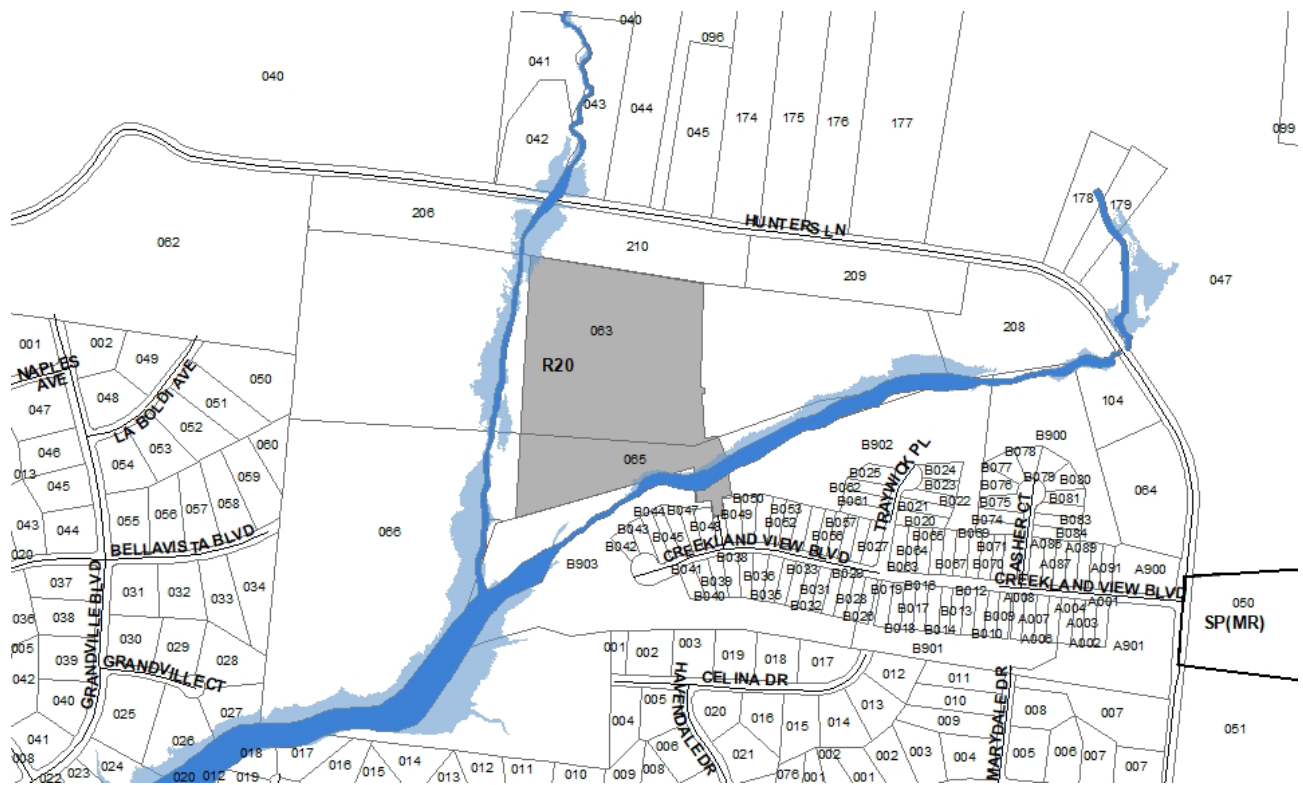 040
096
041
040
043
044
045
174
175
176
177
099
042
178
179
206
HUNTERS LN
062
210
209
047
063
208
R20
001
002
049
NAPLES AVE
050
048
LA BOLDI AVE
051
047
052
104
046
053
060
B902
B900
054
065
B078
013
059
TRAYWICK PL
B025
B024
B077
B079
B080
045
B062
B023
B076
B081
064
058
B050
B061
B022
B075
057
056
055
B044
B047
B049
B053
B021
043
044
066
B043
B046
B048
B052
B057
B020
B074
B083
B056
B069
B084
BELLAVISTA BLVD
B042
CREEKLAND VIEW BLVD
B027
B065
B071
ASHER CT
A086
A089
020
B038
B064
B903
B041
B063
B067
B070
A087
A091
A900
037
034
B039
B036
B033
B029
B019
B016
B012
CREEKLAND VIEW BLVD
031
032
033
B040
B035
B031
B028
A008
A001
050
036
038
B032
B026
B017
B013
B009
A007
A004
SP(MR)
A003
B018
B014
B010
A006
A002
A901
GRANDVILLE BLVD
030
029
005
039
028
001
002
003
B901
019
018
017
GRANDVILLE CT
042
HAVENDALE DR
CELINA DR
012
011
MARYDALE DR
040
005
010
013
025
027
004
020
016
015
014
009
008
007
041
026
051
006
021
008
024
018
017
002
002
003
004
005
006
007
022
023
020
012
019
016
015
014
013
012
011
010
009
008
076
001
001
007